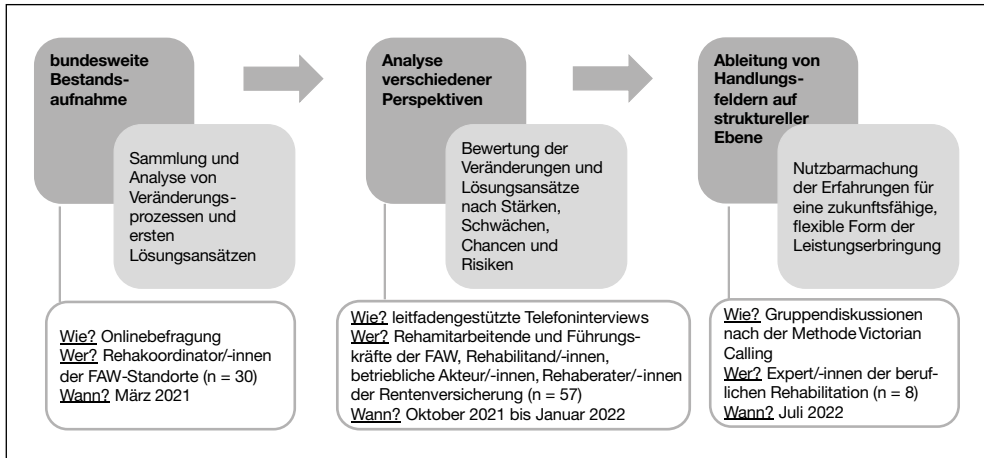 bundesweite
Bestands-
aufnahme
Sammlung und
Analyse von
Veränderungs-
prozessen und
ersten
Lösungsansätzen
Wie? Onlinebefragung
Wer? Rehakoordinator/-innen
der FAW-Standorte (n = 30)
Wann? März 2021
Analyse
verschiedener
Perspektiven
Bewertung der
Veränderungen und
Lösungsansätze
nach Stärken,
Schwächen,
Chancen und
Risiken
Wie? leitfadengestützte Telefoninterviews
Wer? Rehamitarbeitende und Führungs-
kräfte der FAW, Rehabilitand/-innen,
betriebliche Akteur/-innen, Rehaberater/-innen
der Rentenversicherung (n = 57)
Wann? Oktober 2021 bis Januar 2022
Ableitung von
Handlungs-
feldern auf
struktureller
Ebene
Nutzbarmachung
der Erfahrungen für
eine zukunftsfähige,
flexible Form der
Leistungserbringung
Wie? Gruppendiskussionen
nach der Methode Victorian
Calling
Wer? Expert/-innen der beruf-
lichen Rehabilitation (n = 8)
Wann? Juli 2022